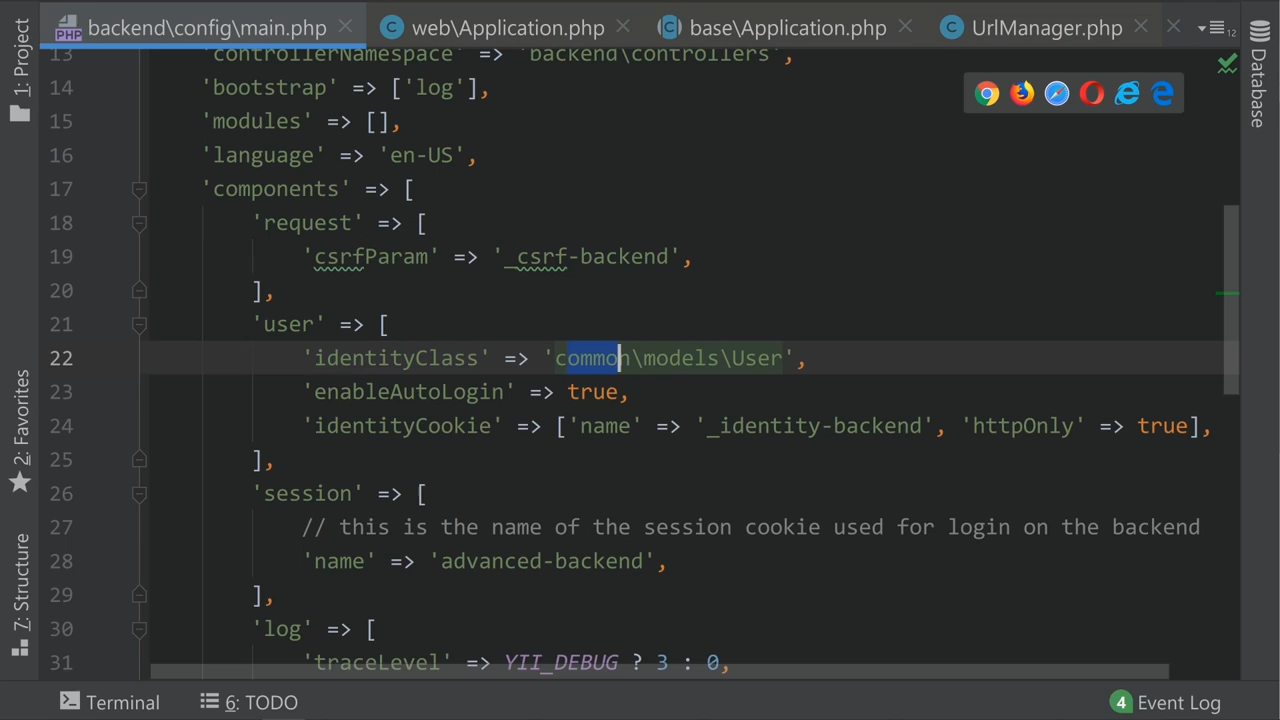 1: Project
backend\config\main.php
web\Application.php
base\Application.php
UrlManager.php
12
Database
13 'controllerNamespace' => 'backend\controllers',
14 'bootstrap' => ['log'],
15 'modules' => [],
16 'language' => 'en-US',
17 'components' => [
18 'request' => [
19 'csrfParam' => '_csrf-backend',
20 ],
21 'user' => [
22 'identityClass' => 'common\models\User',
23 'enableAutoLogin' => true,
24 'identityCookie' => ['name' => '_identity-backend', 'httpOnly' => true],
25 ],
26 'session' => [
27 // this is the name of the session cookie used for login on the backend
28 'name' => 'advanced-backend',
29 ],
30 'log' => [
31 'traceLevel' => YII_DEBUG ? 3 : 0,
2: Favorites
7: Structure
Terminal
6: TODO
4 Event Log
PHP